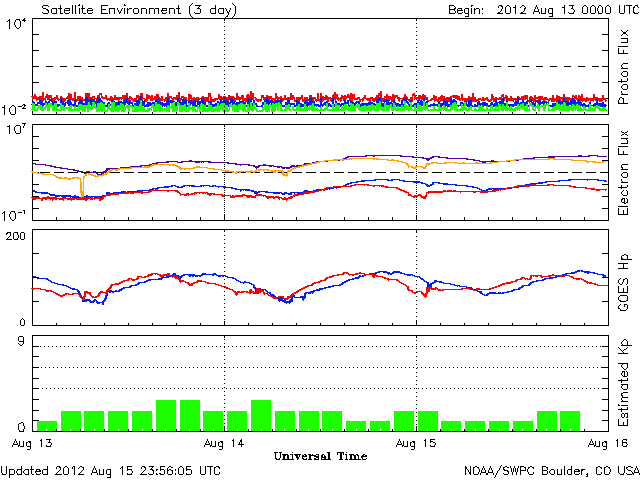 Satellite Environment (3 day) Begin: 2012 Aug 13 0000 UTC
10⁴
10⁻²
Proton Flux
10⁷
10⁻¹
Electron Flux
200
0
GOES Hp
9
0
Estimated Kp
Aug 13 Aug 14 Aug 15 Aug 16
Universal Time
Updated 2012 Aug 15 23:56:05 UTC NOAA/SWPC Boulder, CO USA